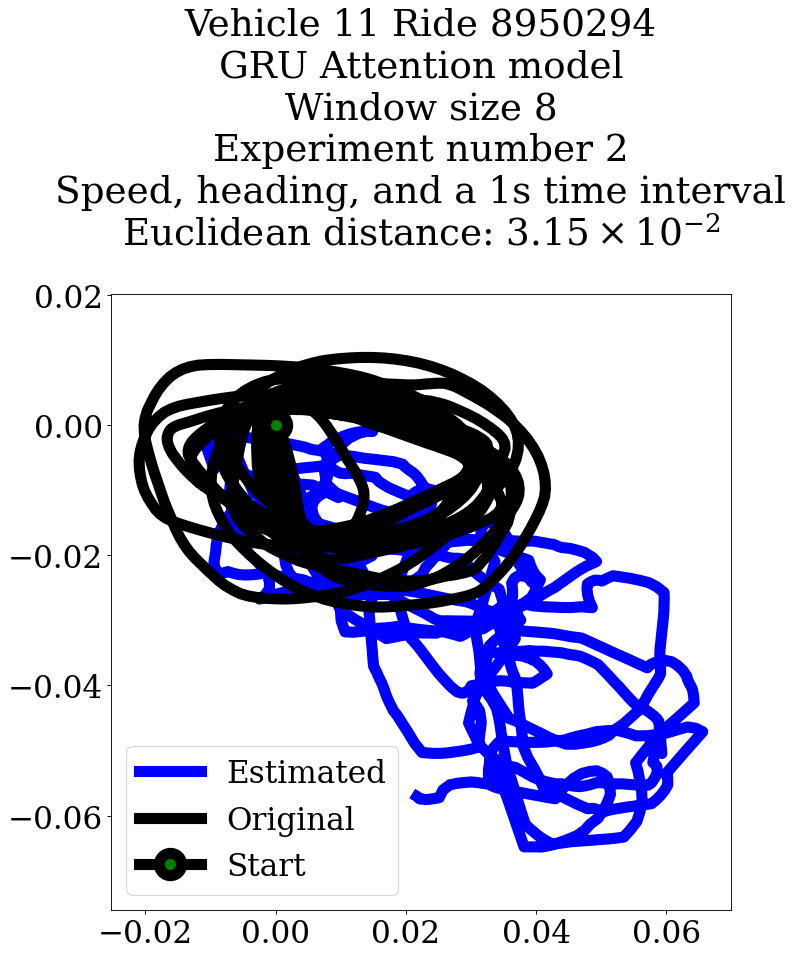 Vehicle 11 Ride 8950294
GRU Attention model
Window size 8
Experiment number 2
Speed, heading, and a 1s time interval
Euclidean distance: 3.15 × 10⁻²
0.02
0.00
−0.02
−0.04
−0.06
Estimated
Original
Start
−0.02 0.00 0.02 0.04 0.06